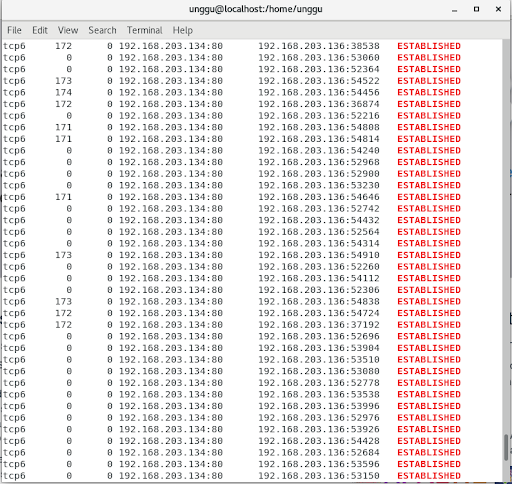 unggu@localhost:/home/unggu
File Edit View Search Terminal Help
tcp6 172 0 192.168.203.134:80 192.168.203.136:38538 ESTABLISHED
tcp6 0 0 192.168.203.134:80 192.168.203.136:53060 ESTABLISHED
tcp6 0 0 192.168.203.134:80 192.168.203.136:52364 ESTABLISHED
tcp6 173 0 192.168.203.134:80 192.168.203.136:54522 ESTABLISHED
tcp6 174 0 192.168.203.134:80 192.168.203.136:54456 ESTABLISHED
tcp6 172 0 192.168.203.134:80 192.168.203.136:36874 ESTABLISHED
tcp6 0 0 192.168.203.134:80 192.168.203.136:52216 ESTABLISHED
tcp6 171 0 192.168.203.134:80 192.168.203.136:54808 ESTABLISHED
tcp6 171 0 192.168.203.134:80 192.168.203.136:54814 ESTABLISHED
tcp6 0 0 192.168.203.134:80 192.168.203.136:54240 ESTABLISHED
tcp6 0 0 192.168.203.134:80 192.168.203.136:52968 ESTABLISHED
tcp6 0 0 192.168.203.134:80 192.168.203.136:52900 ESTABLISHED
tcp6 0 0 192.168.203.134:80 192.168.203.136:53230 ESTABLISHED
tcp6 171 0 192.168.203.134:80 192.168.203.136:54646 ESTABLISHED
tcp6 0 0 192.168.203.134:80 192.168.203.136:52742 ESTABLISHED
tcp6 0 0 192.168.203.134:80 192.168.203.136:54432 ESTABLISHED
tcp6 0 0 192.168.203.134:80 192.168.203.136:52564 ESTABLISHED
tcp6 0 0 192.168.203.134:80 192.168.203.136:54314 ESTABLISHED
tcp6 173 0 192.168.203.134:80 192.168.203.136:54910 ESTABLISHED
tcp6 0 0 192.168.203.134:80 192.168.203.136:52260 ESTABLISHED
tcp6 0 0 192.168.203.134:80 192.168.203.136:54112 ESTABLISHED
tcp6 0 0 192.168.203.134:80 192.168.203.136:52306 ESTABLISHED
tcp6 173 0 192.168.203.134:80 192.168.203.136:54838 ESTABLISHED
tcp6 172 0 192.168.203.134:80 192.168.203.136:54724 ESTABLISHED
tcp6 172 0 192.168.203.134:80 192.168.203.136:37192 ESTABLISHED
tcp6 0 0 192.168.203.134:80 192.168.203.136:52696 ESTABLISHED
tcp6 0 0 192.168.203.134:80 192.168.203.136:53904 ESTABLISHED
tcp6 0 0 192.168.203.134:80 192.168.203.136:53510 ESTABLISHED
tcp6 0 0 192.168.203.134:80 192.168.203.136:53080 ESTABLISHED
tcp6 0 0 192.168.203.134:80 192.168.203.136:52778 ESTABLISHED
tcp6 0 0 192.168.203.134:80 192.168.203.136:53538 ESTABLISHED
tcp6 0 0 192.168.203.134:80 192.168.203.136:53996 ESTABLISHED
tcp6 0 0 192.168.203.134:80 192.168.203.136:52976 ESTABLISHED
tcp6 0 0 192.168.203.134:80 192.168.203.136:53926 ESTABLISHED
tcp6 0 0 192.168.203.134:80 192.168.203.136:54428 ESTABLISHED
tcp6 0 0 192.168.203.134:80 192.168.203.136:52684 ESTABLISHED
tcp6 0 0 192.168.203.134:80 192.168.203.136:53596 ESTABLISHED
tcp6 0 0 192.168.203.134:80 192.168.203.136:53150 ESTABLISHED